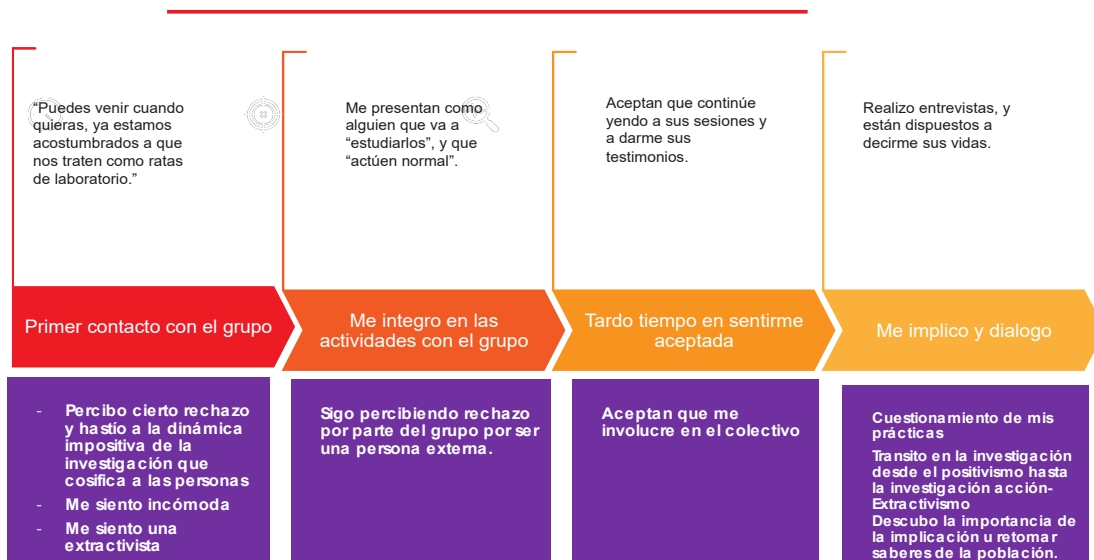 “Puedes venir cuando
quieras, ya estamos
acostumbrados a que
nos traten como ratas
de laboratorio.”
Me presentan como
alguien que va a
“estudiarlos”, y que
“actúen normal”.
Aceptan que continúe
yendo a sus sesiones y
a darme sus
testimonios.
Realizo entrevistas, y
están dispuestos a
decirme sus vidas.
Primer contacto con el grupo
Me integro en las
actividades con el grupo
Tardo tiempo en sentirme
aceptada
Me implico y dialogo
- Percibo cierto rechazo
y hastío a la dinámica
impositiva de la
investigación que
cosifica a las personas
- Me siento incómoda
- Me siento una
extractivista
Sigo percibiendo rechazo
por parte del grupo por ser
una persona externa.
Aceptan que me
involucre en el colectivo
Cuestionamiento de mis
prácticas
Transito en la investigación
desde el positivismo hasta
la investigación acción-
Extractivismo
Descubo la importancia de
la implicación u retomar
saberes de la población.